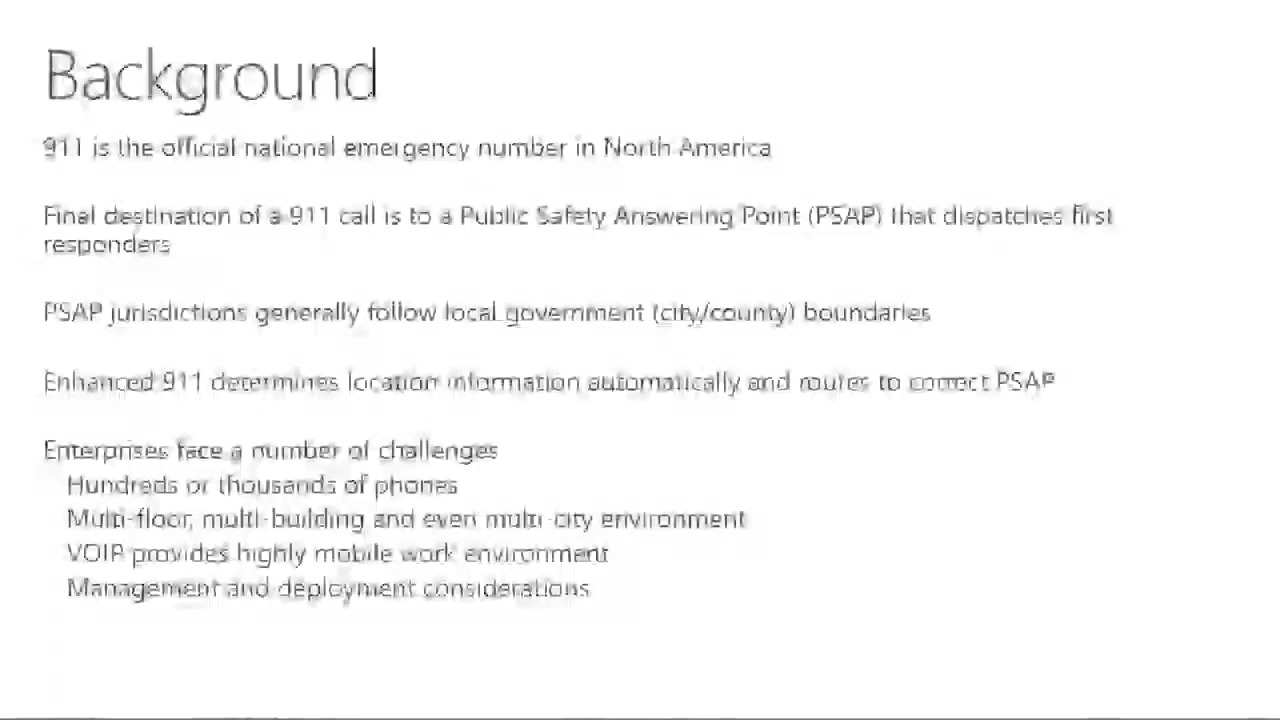 Background
911 is the official national emergency number in North America
Final destination of a 911 call is to a Public Safety Answering Point (PSAP) that dispatches first
responders
PSAP jurisdictions generally follow local government (city/county) boundaries
Enhanced 911 determines location information automatically and routes to correct PSAP
Enterprises face a number of challenges
Hundreds or thousands of phones
Multi-floor, multi-building and even multi-city environment
VOIP provides highly mobile work environment
Management and deployment considerations